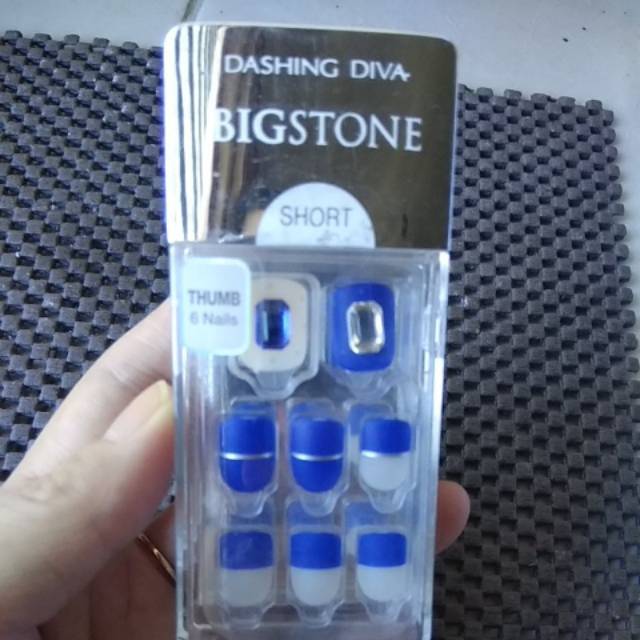 DASHING DIVA
BIGSTONE
SHORT
THUMB
6 Nails